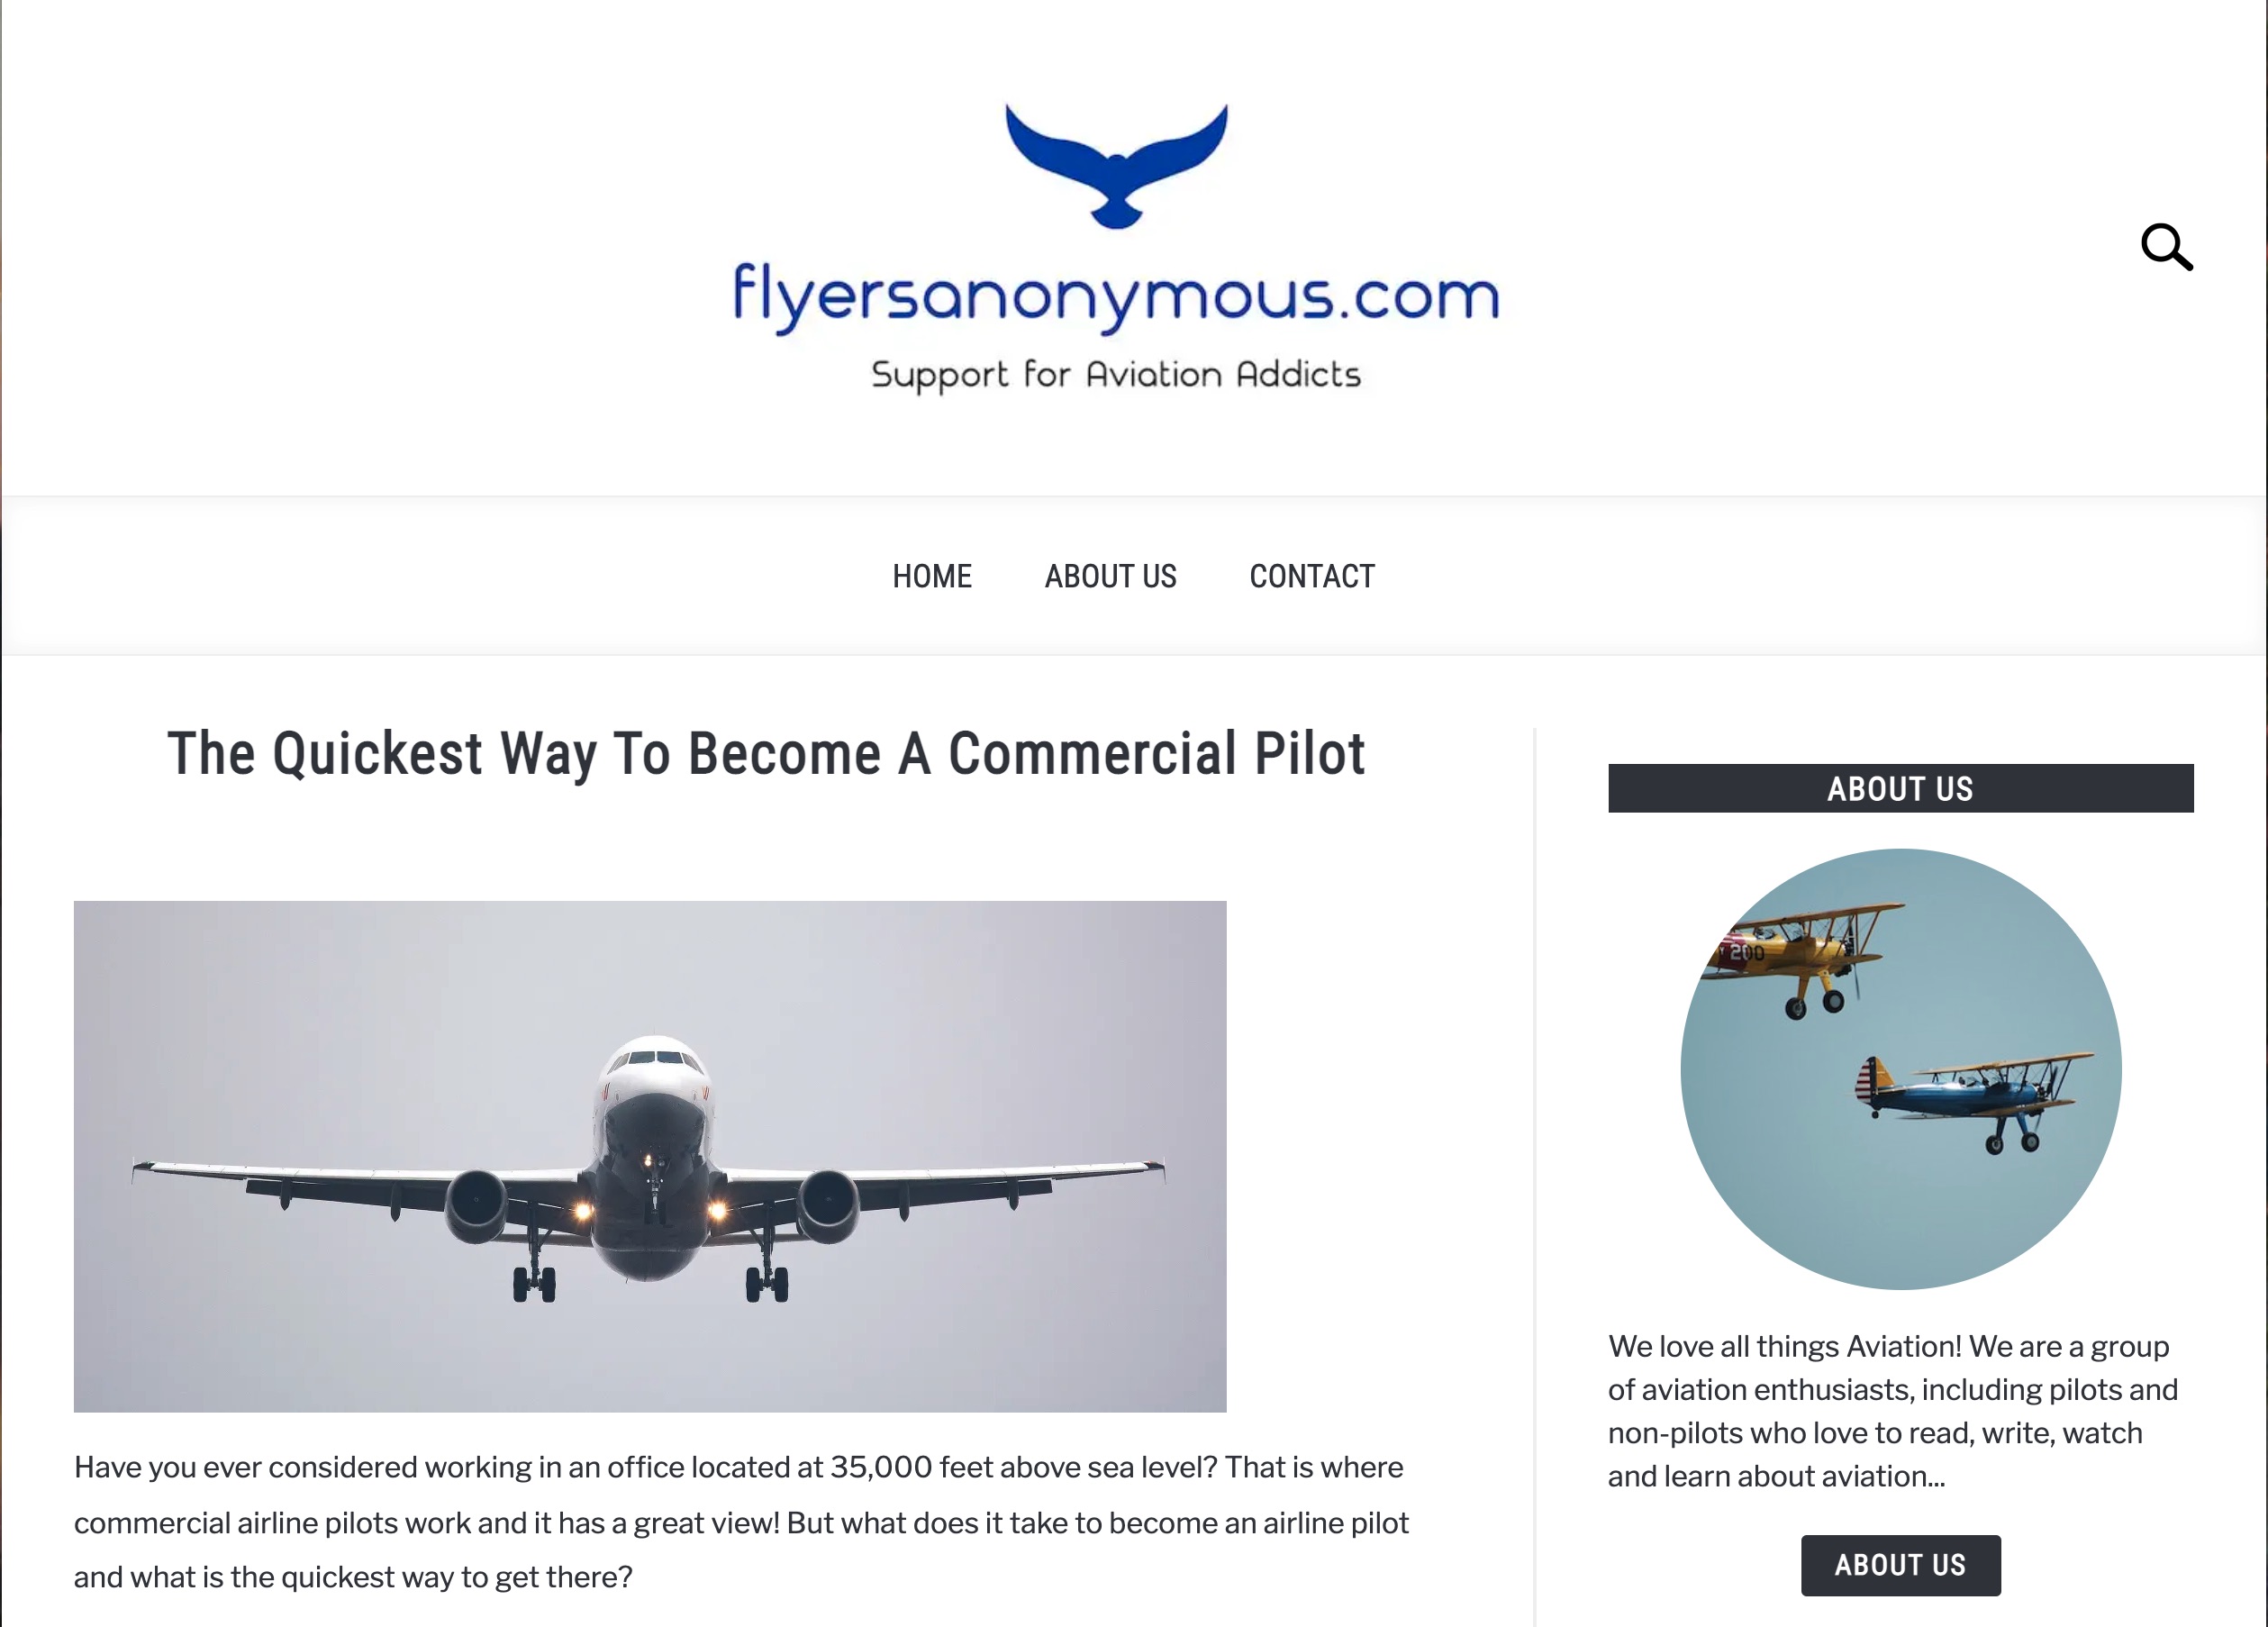 flyersanonymous.com
Support for Aviation Addicts
HOME ABOUT US CONTACT
The Quickest Way To Become A Commercial Pilot
Have you ever considered working in an office located at 35,000 feet above sea level? That is where
commercial airline pilots work and it has a great view! But what does it take to become an airline pilot
and what is the quickest way to get there?
ABOUT US
200
We love all things Aviation! We are a group
of aviation enthusiasts, including pilots and
non-pilots who love to read, write, watch
and learn about aviation...
ABOUT US